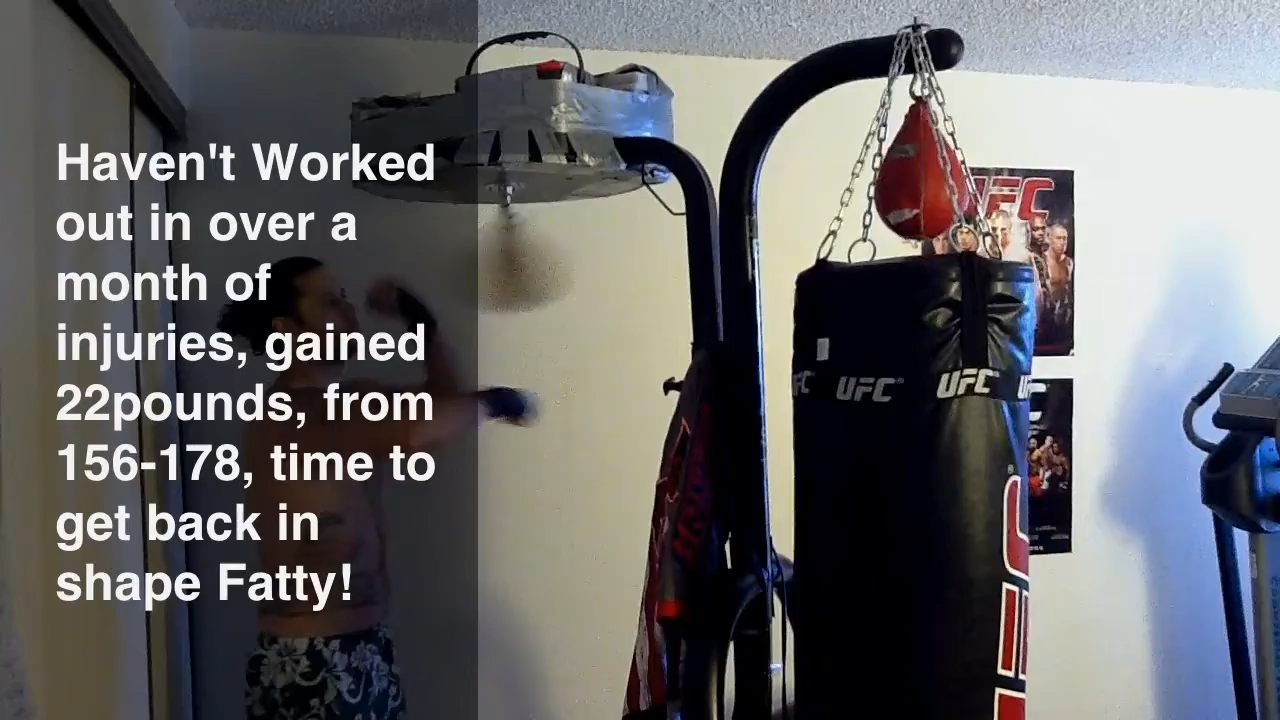 Haven't Worked
out in over a
month of
injuries, gained
22pounds, from
156-178, time to
get back in
shape Fatty!
UFC
UFC
UFC